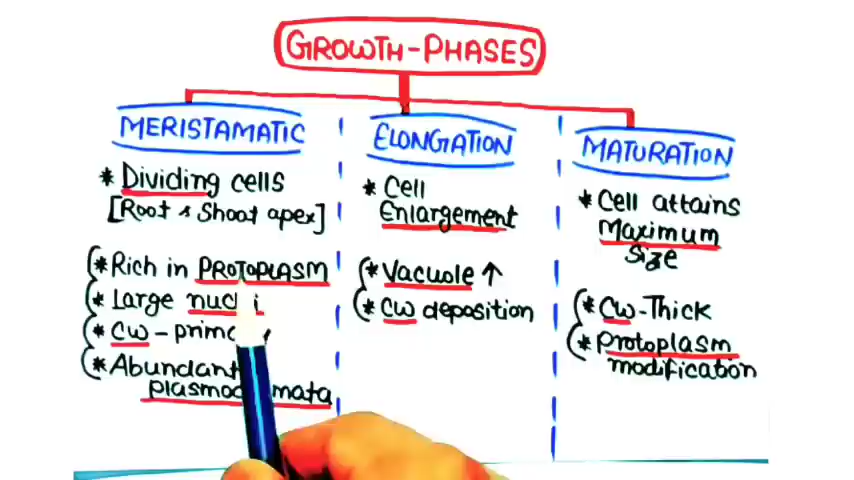 GROWTH-PHASES
MERISTAMATIC
* Dividing cells
[Root & Shoot apex]
* Rich in PROTOPLASM
* Large
* CW -
* Abundant
ELONGATION
* Cell
Enlargement
* Vacuole ↑
* CW deposition
MATURATION
* Cell attains
Maximum
Size
* CW-Thick
* Protoplasm
modification